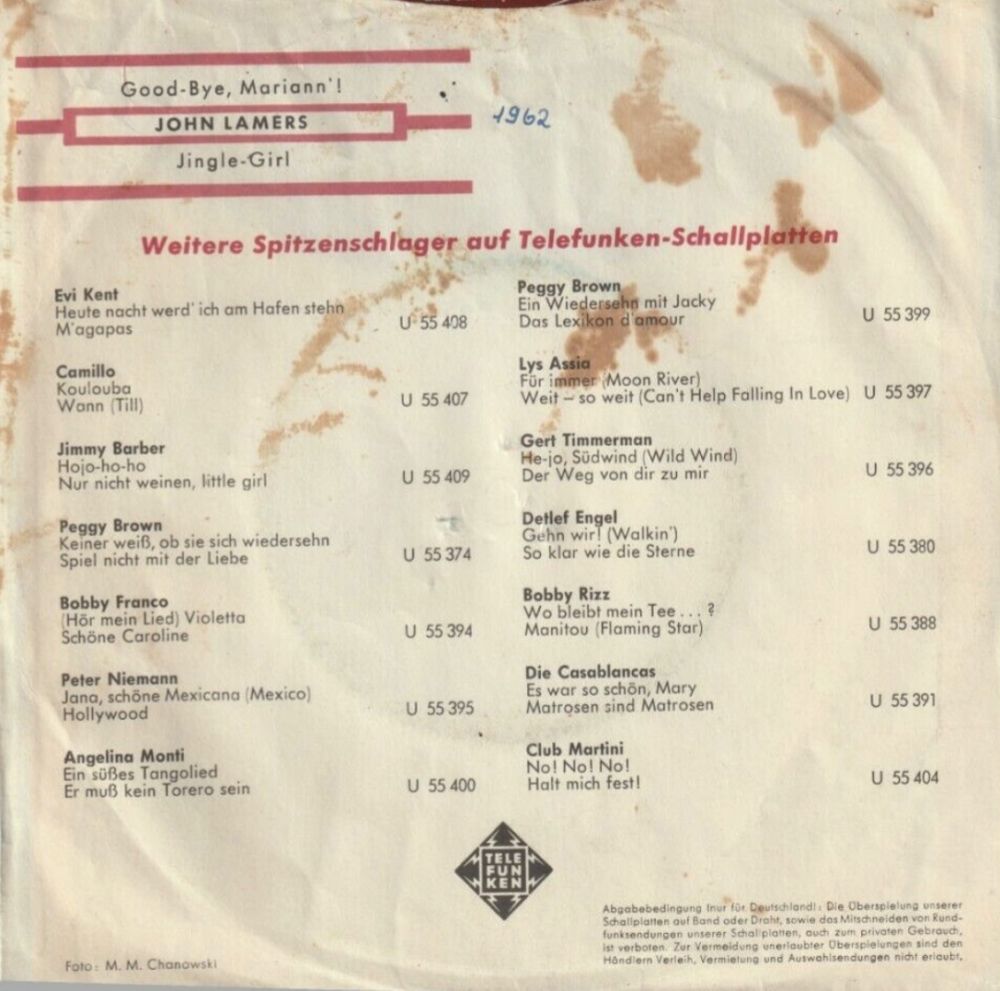 Good-Bye, Mariann'!
JOHN LAMERS
Jingle-Girl
1962
Weitere Spitzenschlager auf Telefunken-Schallplatten
Evi Kent
Heute nacht werd' ich am Hafen stehn
M'agapas U 55 408
Camillo
Koulouba
Wann (Till) U 55 407
Jimmy Barber
Hojo-ho-ho
Nur nicht weinen, little girl U 55 409
Peggy Brown
Keiner weiß, ob sie sich wiedersehn
Spiel nicht mit der Liebe U 55 374
Bobby Franco
(Hör mein Lied) Violetta
Schöne Caroline U 55 394
Peter Niemann
Jana, schöne Mexicana (Mexico)
Hollywood U 55 395
Angelina Monti
Ein süßes Tangolied
Er muß kein Torero sein U 55 400
Peggy Brown
Ein Wiedersehn mit Jacky
Das Lexikon d'amour U 55 399
Lys Assia
Für immer (Moon River)
Weit – so weit (Can't Help Falling In Love) U 55 397
Gert Timmerman
He-jo, Südwind (Wild Wind)
Der Weg von dir zu mir U 55 396
Detlef Engel
Gehn wir! (Walkin')
So klar wie die Sterne U 55 380
Bobby Rizz
Wo bleibt mein Tee . . . ?
Manitou (Flaming Star) U 55 388
Die Casablancas
Es war so schön, Mary
Matrosen sind Matrosen U 55 391
Club Martini
No! No! No!
Halt mich fest! U 55 404
TELE
FUN
KEN
Abgabebedingung (nur für Deutschland): Die Überspielung unserer
Schallplatten auf Band oder Draht, sowie das Mitschneiden von Rund-
funksendungen unserer Schallplatten, auch zum privaten Gebrauch,
ist verboten. Zur Vermeidung unerlaubter Überspielungen sind den
Händlern Verleih, Vermietung und Auswahlsendungen nicht erlaubt.
Foto: M. M. Chanowski